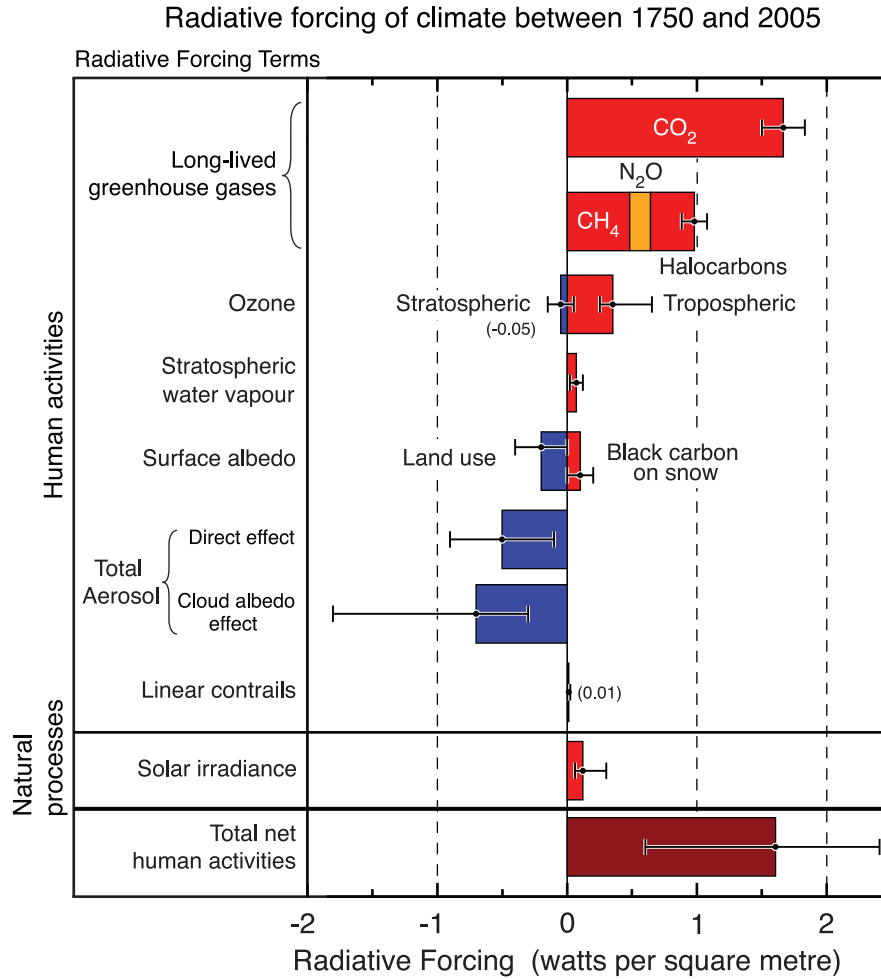 Radiative forcing of climate between 1750 and 2005
Radiative Forcing Terms
Human activities
Long-lived
greenhouse gases
CO₂
N₂O
CH₄
Halocarbons
Ozone
Stratospheric
(-0.05)
Tropospheric
Stratospheric
water vapour
Surface albedo
Land use
Black carbon
on snow
Total
Aerosol
Direct effect
Cloud albedo
effect
Linear contrails
(0.01)
Natural
processes
Solar irradiance
Total net
human activities
-2 -1 0 1 2
Radiative Forcing (watts per square metre)